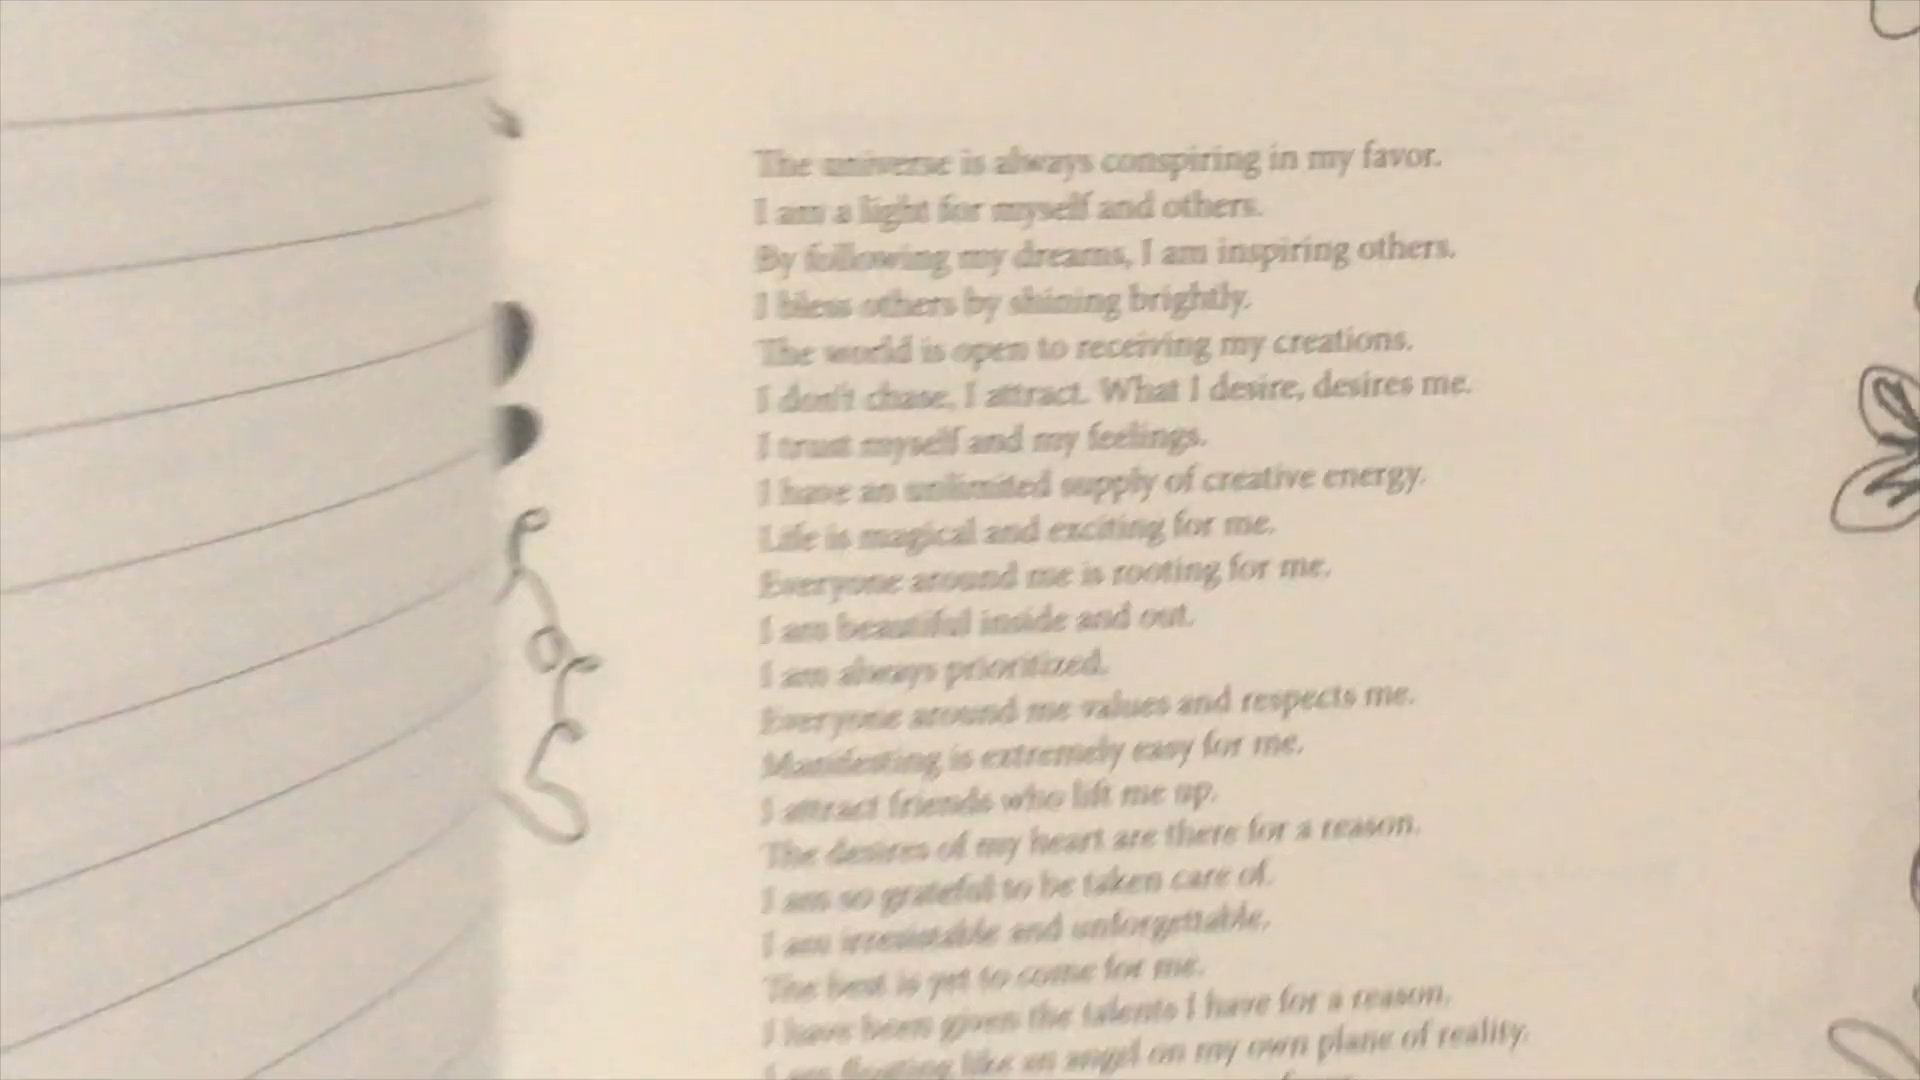 The universe is always conspiring in my favor.
I am a light for myself and others.
By following my dreams, I am inspiring others.
I bless others by shining brightly.
The world is open to receiving my creations.
I don't chase, I attract. What I desire, desires me.
I trust myself and my feelings.
I have an unlimited supply of creative energy.
Life is magical and exciting for me.
Everyone around me is rooting for me.
I am beautiful inside and out.
I am always prioritized.
Everyone around me values and respects me.
Manifesting is extremely easy for me.
I attract friends who lift me up.
The desires of my heart are there for a reason.
I am so grateful to be taken care of.
I am irresistable and unforgettable.
The best is yet to come for me.
I have been given the talents I have for a reason.
I am floating like an angel on my own plane of reality.